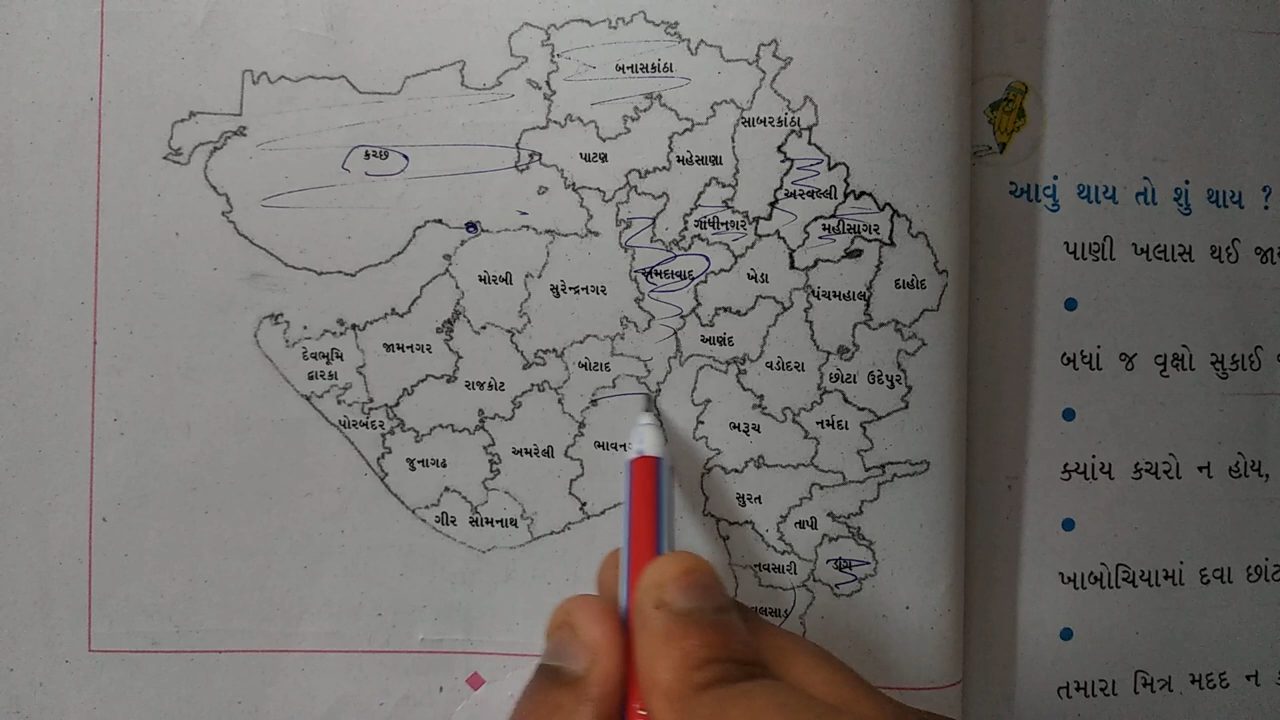 બનાસકાંઠા
સાબરકાંઠા
કચ્છ
પાટણ
મહેસાણા
અરવલ્લી
ગાંધીનગર
મહીસાગર
મોરબી
સુરેન્દ્રનગર
અમદાવાદ
ખેડા
પંચમહાલ
દાહોદ
દેવભૂમિ
દ્વારકા
જામનગર
રાજકોટ
બોટાદ
આણંદ
વડોદરા
છોટા ઉદેપુર
પોરબંદર
જુનાગઢ
અમરેલી
ભરૂચ
નર્મદા
ગીર સોમનાથ
સુરત
તાપી
નવસારી
ડાંગ
આવું થાય તો શું થાય ?
પાણી ખલાસ થઈ
બધાં જ વૃક્ષો સુકાઈ
ક્યાંય કચરો ન હોય,
ખાબોચિયામાં દવા
તમારા મિત્ર મદદ ન